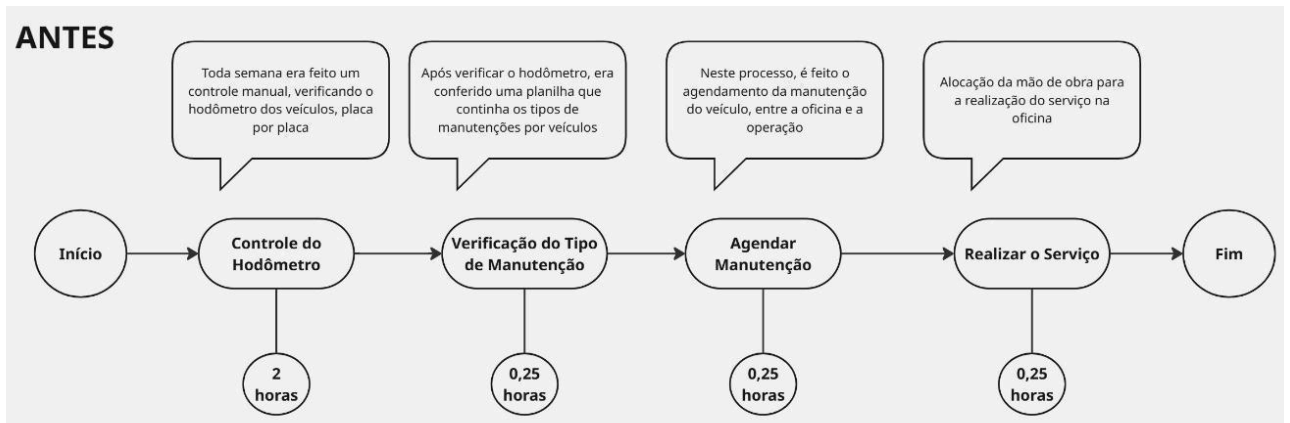 ANTES
Toda semana era feito um
controle manual, verificando o
hodômetro dos veículos, placa
por placa
Após verificar o hodômetro, era
conferido uma planilha que
continha os tipos de
manutenções por veículos
Neste processo, é feito o
agendamento da manutenção
do veículo, entre a oficina e a
operação
Alocação da mão de obra para
a realização do serviço na
oficina
Início
Controle do
Hodômetro
Verificação do Tipo
de Manutenção
Agendar
Manutenção
Realizar o Serviço
Fim
2
horas
0,25
horas
0,25
horas
0,25
horas